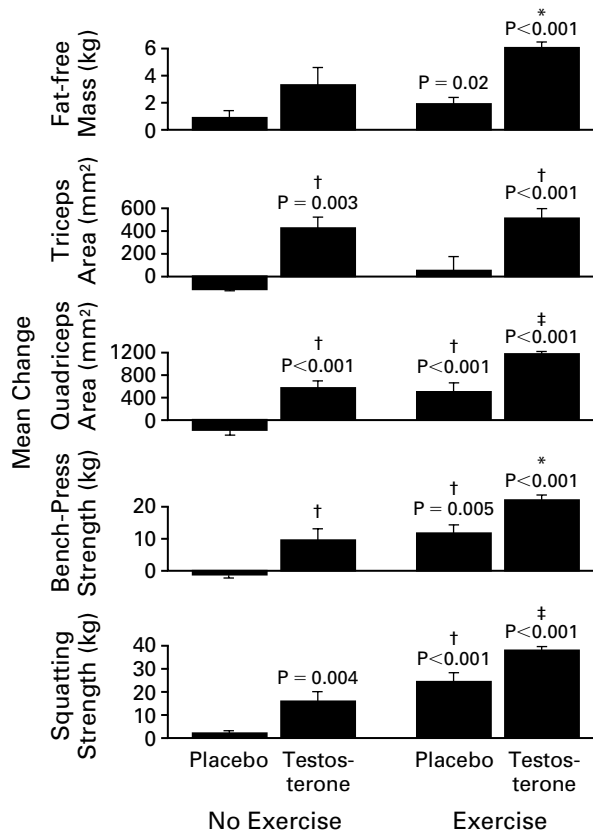 Mean Change
Fat-free
Mass (kg)
6
4
2
0
P = 0.02
*
P<0.001
Triceps
Area (mm²)
600
400
200
0
†
P = 0.003
†
P<0.001
Quadriceps
Area (mm²)
1200
800
400
0
†
P<0.001
†
P<0.001
‡
P<0.001
Bench-Press
Strength (kg)
20
10
0
†
†
P = 0.005
*
P<0.001
Squatting
Strength (kg)
40
30
20
10
0
P = 0.004
†
P<0.001
‡
P<0.001
Placebo
Testos-
terone
Placebo
Testos-
terone
No Exercise
Exercise